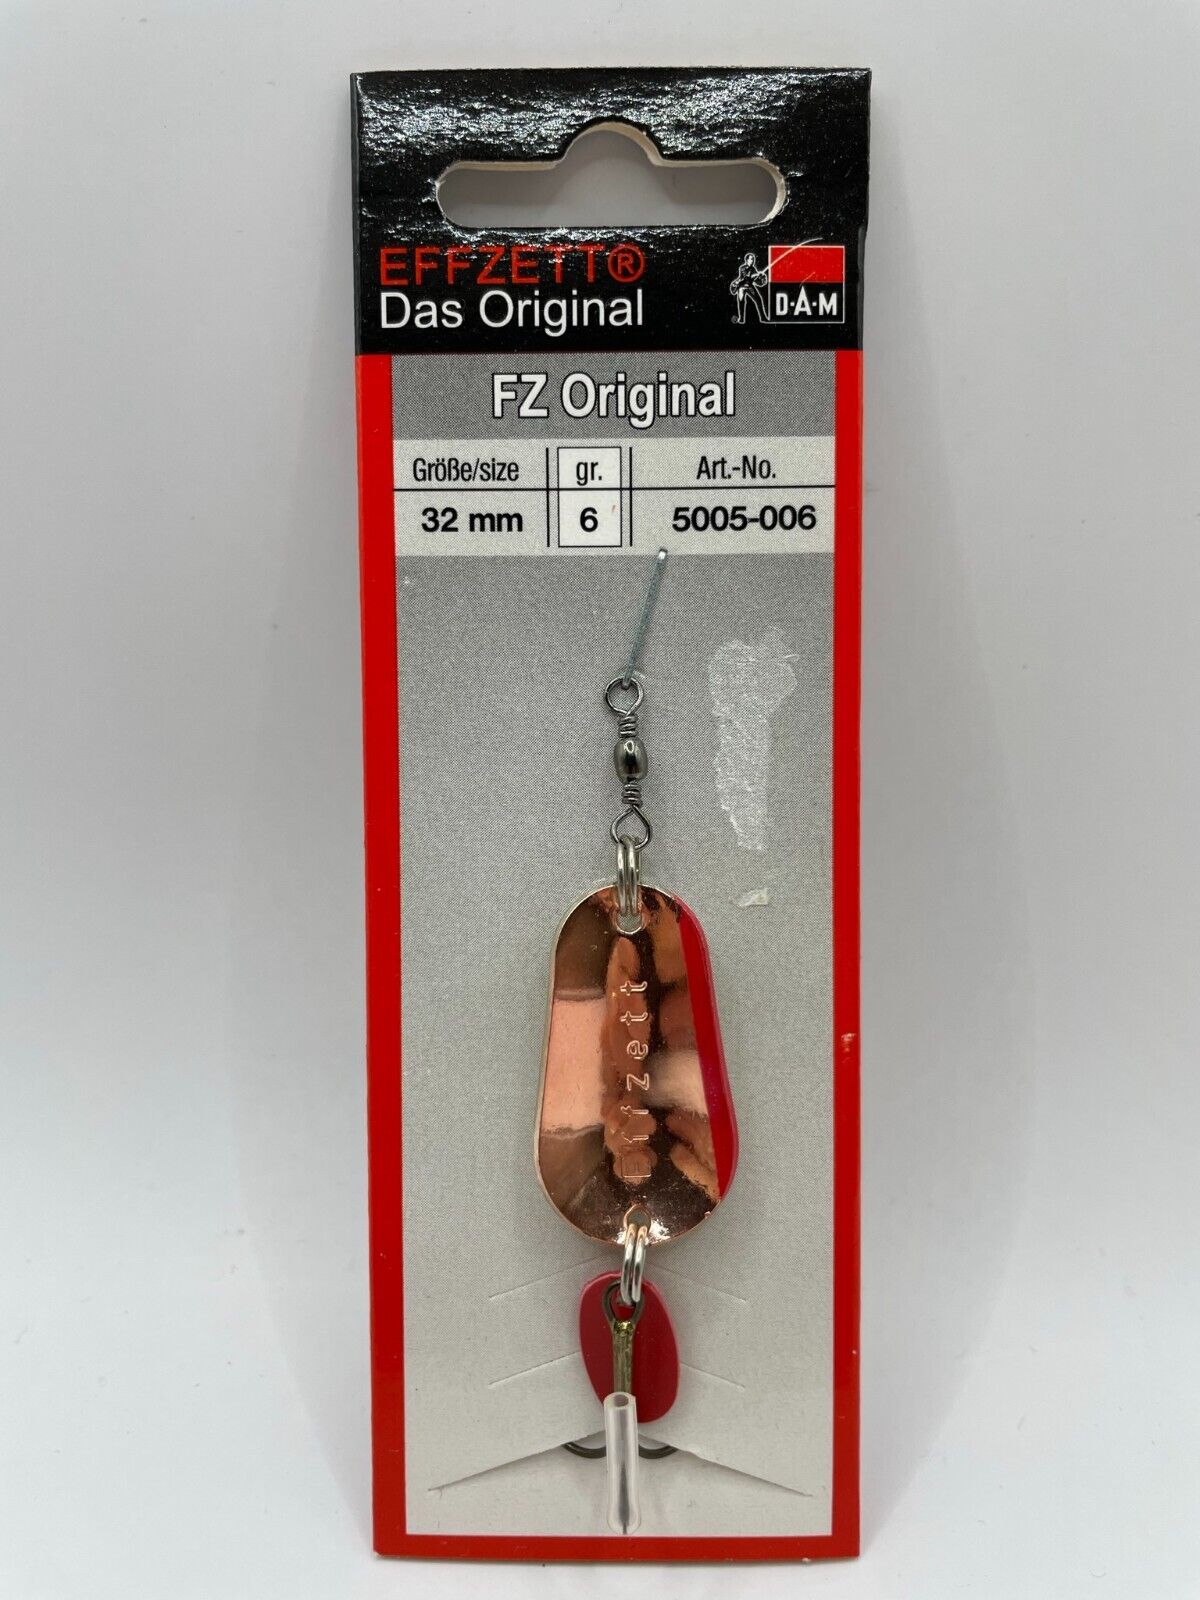 EFFZETT®
Das Original
D·A·M
FZ Original
Größe/size gr. Art.-No.
32 mm 6 5005-006
Effzett